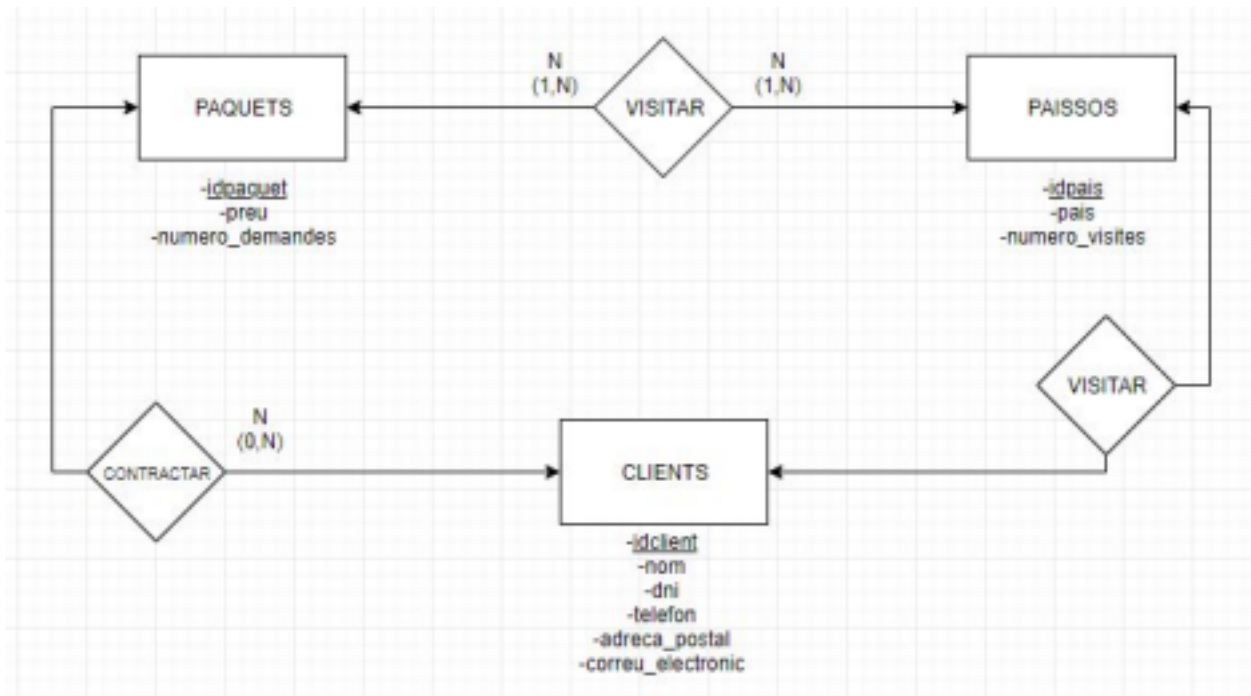 N
(1,N)
N
(1,N)
PAQUETS
VISITAR
PAISSOS
-idpaquet
-preu
-numero_demandes
-idpais
-pais
-numero_visites
VISITAR
N
(0,N)
CONTRACTAR
CLIENTS
-idclient
-nom
-dni
-telefon
-adreca_postal
-correu_electronic